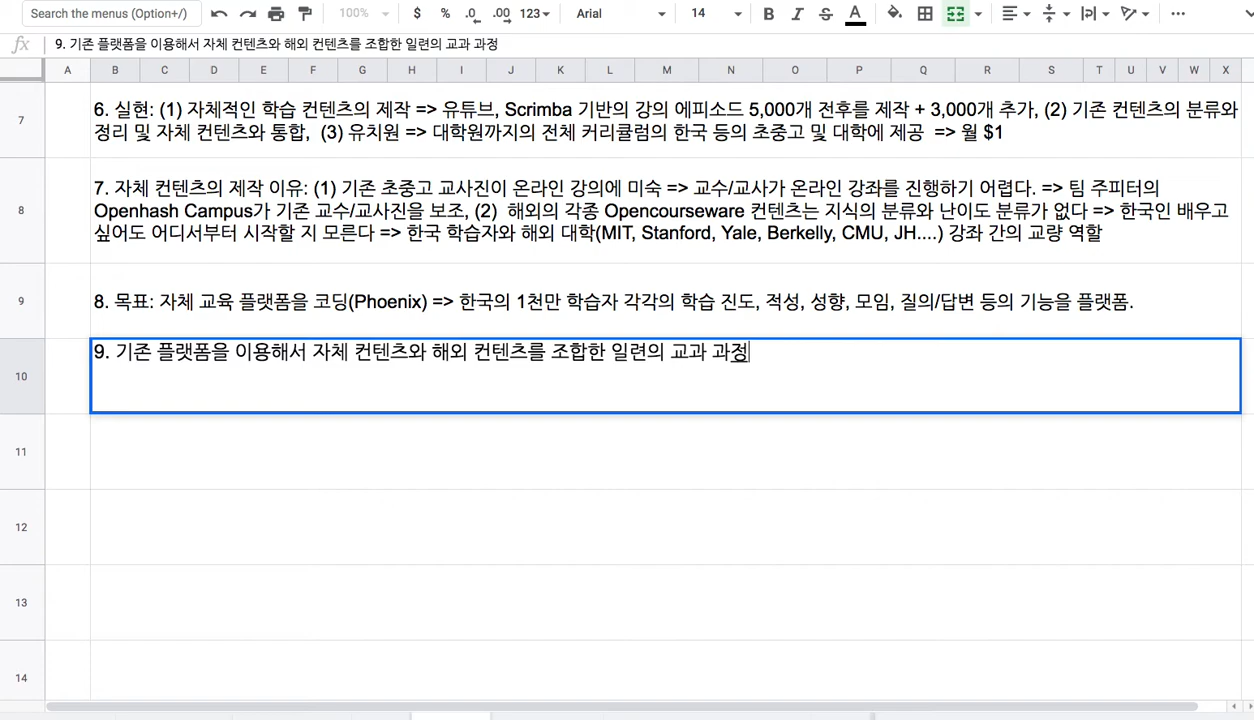 Search the menus (Option+/)
100%
$
%
.0
.00
123
Arial
14
B
I
S
A
fx
9. 기존 플랫폼을 이용해서 자체 컨텐츠와 해외 컨텐츠를 조합한 일련의 교과 과정
A B C D E F G H I J K L M N O P Q R S T U V W X
7
6. 실현: (1) 자체적인 학습 컨텐츠의 제작 => 유튜브, Scrimba 기반의 강의 에피소드 5,000개 전후를 제작 + 3,000개 추가, (2) 기존 컨텐츠의 분류와
정리 및 자체 컨텐츠와 통합,  (3) 유치원 => 대학원까지의 전체 커리큘럼의 한국 등의 초중고 및 대학에 제공  => 월 $1
8
7. 자체 컨텐츠의 제작 이유: (1) 기존 초중고 교사진이 온라인 강의에 미숙 => 교수/교사가 온라인 강좌를 진행하기 어렵다. => 팀 주피터의
Openhash Campus가 기존 교수/교사진을 보조, (2)  해외의 각종 Opencourseware 컨텐츠는 지식의 분류와 난이도 분류가 없다 => 한국인 배우고
싶어도 어디서부터 시작할 지 모른다 => 한국 학습자와 해외 대학(MIT, Stanford, Yale, Berkelly, CMU, JH....) 강좌 간의 교량 역할
9
8. 목표: 자체 교육 플랫폼을 코딩(Phoenix) => 한국의 1천만 학습자 각각의 학습 진도, 적성, 성향, 모임, 질의/답변 등의 기능을 플랫폼.
10
9. 기존 플랫폼을 이용해서 자체 컨텐츠와 해외 컨텐츠를 조합한 일련의 교과 과정
11
12
13
14